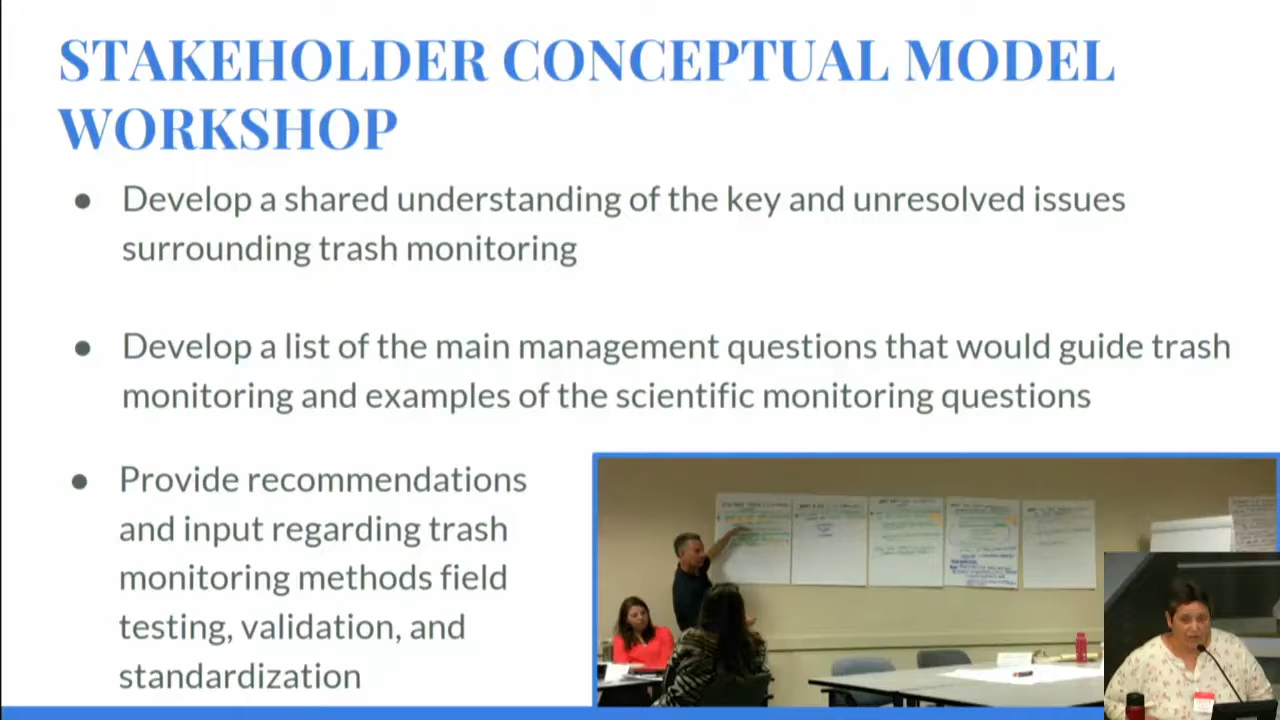 STAKEHOLDER CONCEPTUAL MODEL
WORKSHOP
● Develop a shared understanding of the key and unresolved issues
surrounding trash monitoring
● Develop a list of the main management questions that would guide trash
monitoring and examples of the scientific monitoring questions
● Provide recommendations
and input regarding trash
monitoring methods field
testing, validation, and
standardization